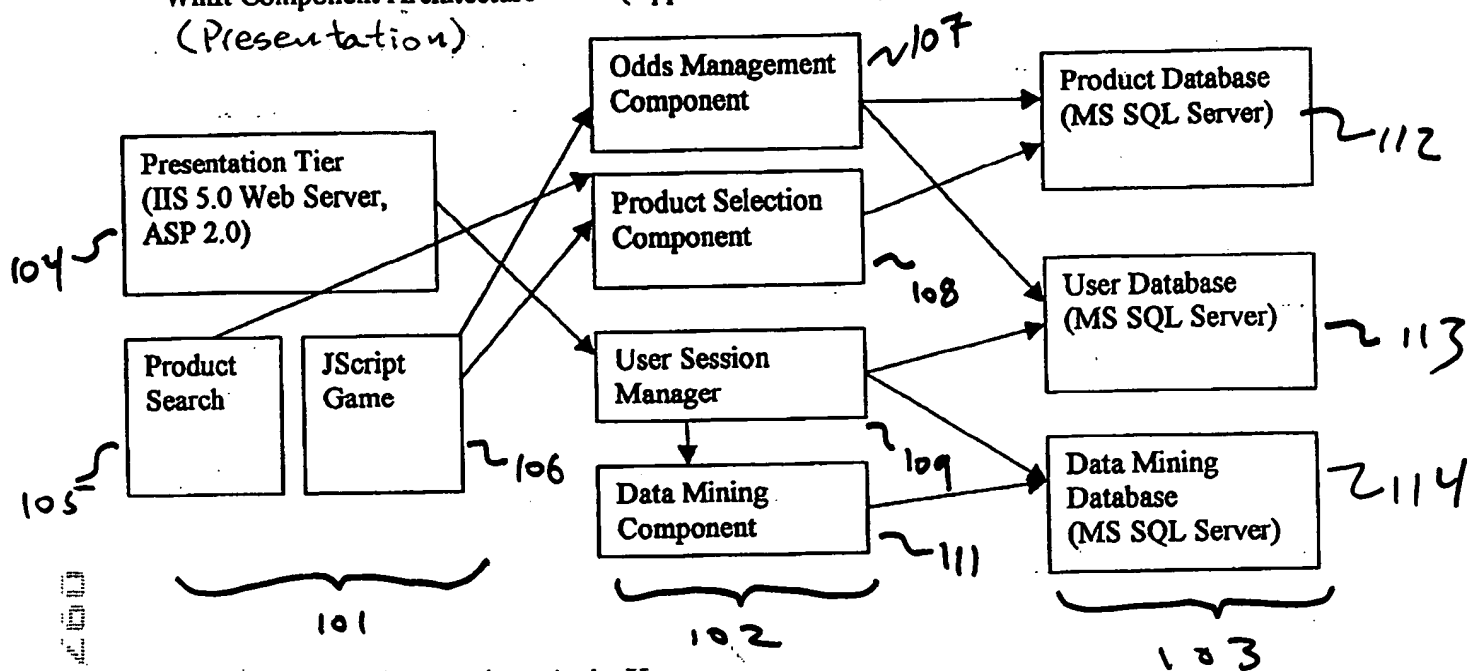 Component Architecture
(Presentation)
Odds Management
Component
107
Product Database
(MS SQL Server)
112
Presentation Tier
(IIS 5.0 Web Server,
ASP 2.0)
104
Product Selection
Component
108
User Database
(MS SQL Server)
113
Product
Search
105
JScript
Game
106
User Session
Manager
109
Data Mining
Component
111
Data Mining
Database
(MS SQL Server)
114
101
102
103